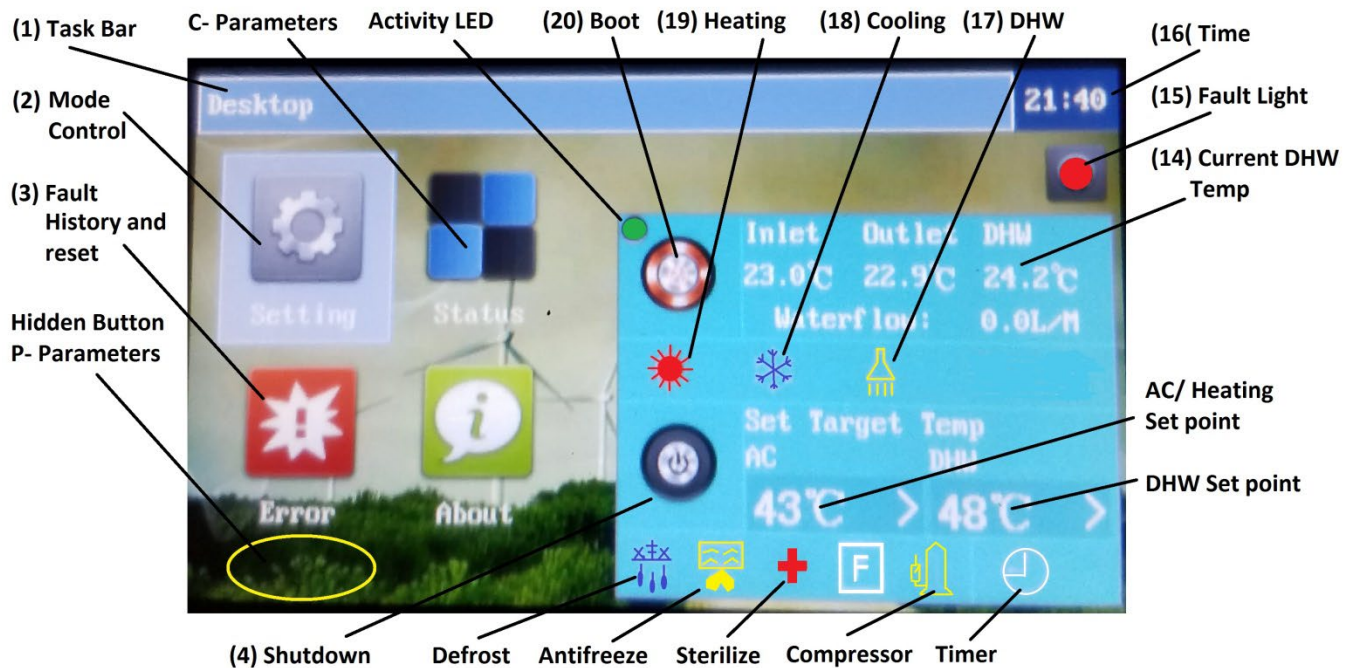 C- Parameters
Activity LED
(20) Boot
(19) Heating
(18) Cooling
(17) DHW
(1) Task Bar
(16( Time
(2) Mode
Control
(15) Fault Light
(3) Fault
History and
reset
(14) Current DHW
Temp
Hidden Button
P- Parameters
Desktop
21:40
Setting
Status
Error
About
Inlet Outlet DHW
23.0℃ 22.9℃ 24.2℃
Waterflow: 0.0L/M
Set Target Temp
AC DHW
43℃ > 48℃ >
F
AC/ Heating
Set point
DHW Set point
(4) Shutdown
Defrost
Antifreeze
Sterilize
Compressor
Timer